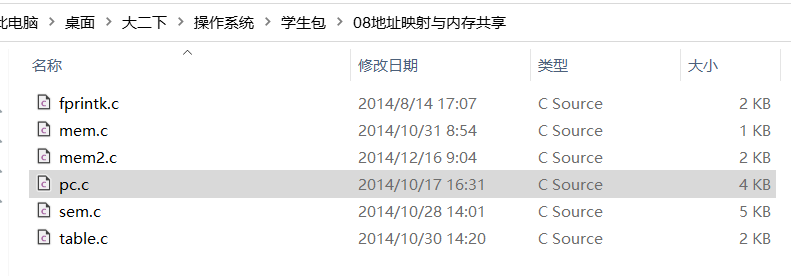 此电脑 › 桌面 › 大二下 › 操作系统 › 学生包 › 08地址映射与内存共享
名称 修改日期 类型 大小
fprintk.c 2014/8/14 17:07 C Source 2 KB
mem.c 2014/10/31 8:54 C Source 1 KB
mem2.c 2014/12/16 9:04 C Source 2 KB
pc.c 2014/10/17 16:31 C Source 4 KB
sem.c 2014/10/28 14:01 C Source 5 KB
table.c 2014/10/30 14:20 C Source 2 KB